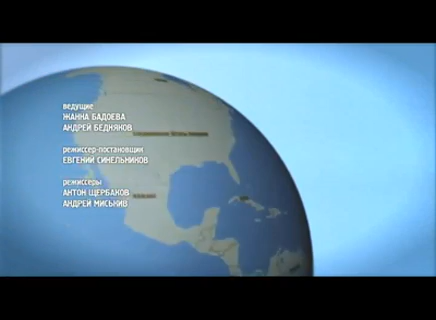 ведущие
ЖАННА БАДОЕВА
АНДРЕЙ БЕДНЯКОВ
режиссер-постановщик
ЕВГЕНИЙ СИНЕЛЬНИКОВ
режиссеры
АНТОН ЩЕРБАКОВ
АНДРЕЙ МИСЬКИВ